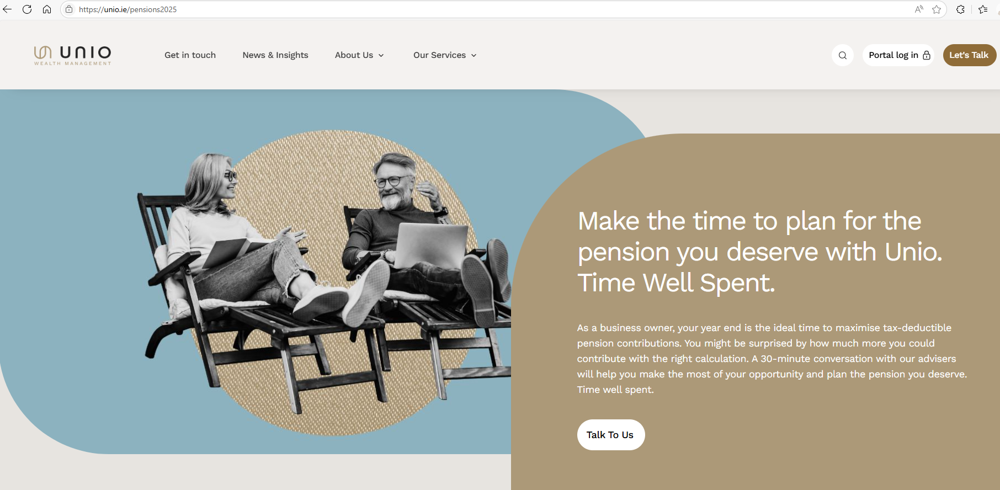 https://unio.ie/pensions2025
UNIO
WEALTH MANAGEMENT
Get in touch
News & Insights
About Us
Our Services
Portal log in
Let's Talk
Make the time to plan for the
pension you deserve with Unio.
Time Well Spent.
As a business owner, your year end is the ideal time to maximise tax-deductible
pension contributions. You might be surprised by how much more you could
contribute with the right calculation. A 30-minute conversation with our advisers
will help you make the most of your opportunity and plan the pension you deserve.
Time well spent.
Talk To Us